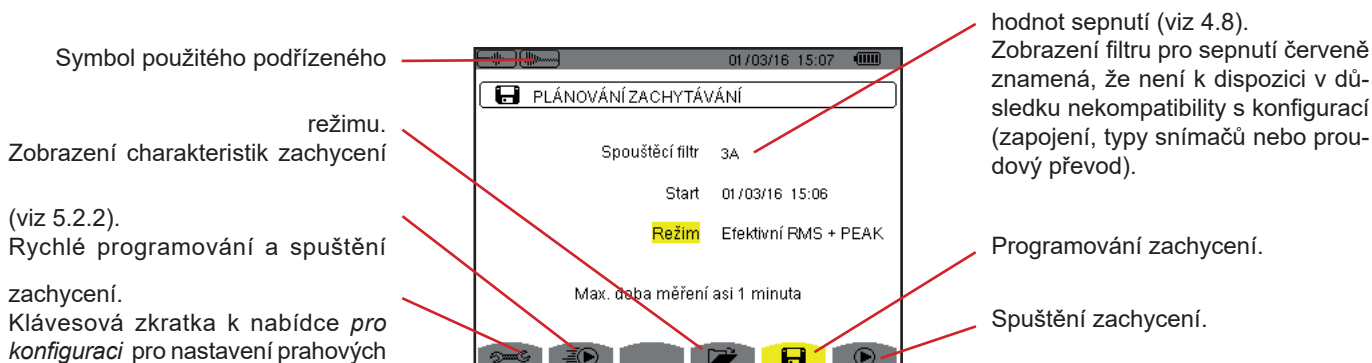 Symbol použitého podřízeného
režimu.
Zobrazení charakteristik zachycení
(viz 5.2.2).
Rychlé programování a spuštění
zachycení.
Klávesová zkratka k nabídce pro
konfiguraci pro nastavení prahových
01/03/16 15:07
PLÁNOVÁNÍ ZACHYTÁVÁNÍ
Spouštěcí filtr 3A
Start 01/03/16 15:06
Režim Efektivní RMS + PEAK
Max. doba měření asi 1 minuta
hodnot sepnutí (viz 4.8).
Zobrazení filtru pro sepnutí červeně
znamená, že není k dispozici v dů-
sledku nekompatibility s konfigurací
(zapojení, typy snímačů nebo prou-
dový převod).
Programování zachycení.
Spuštění zachycení.